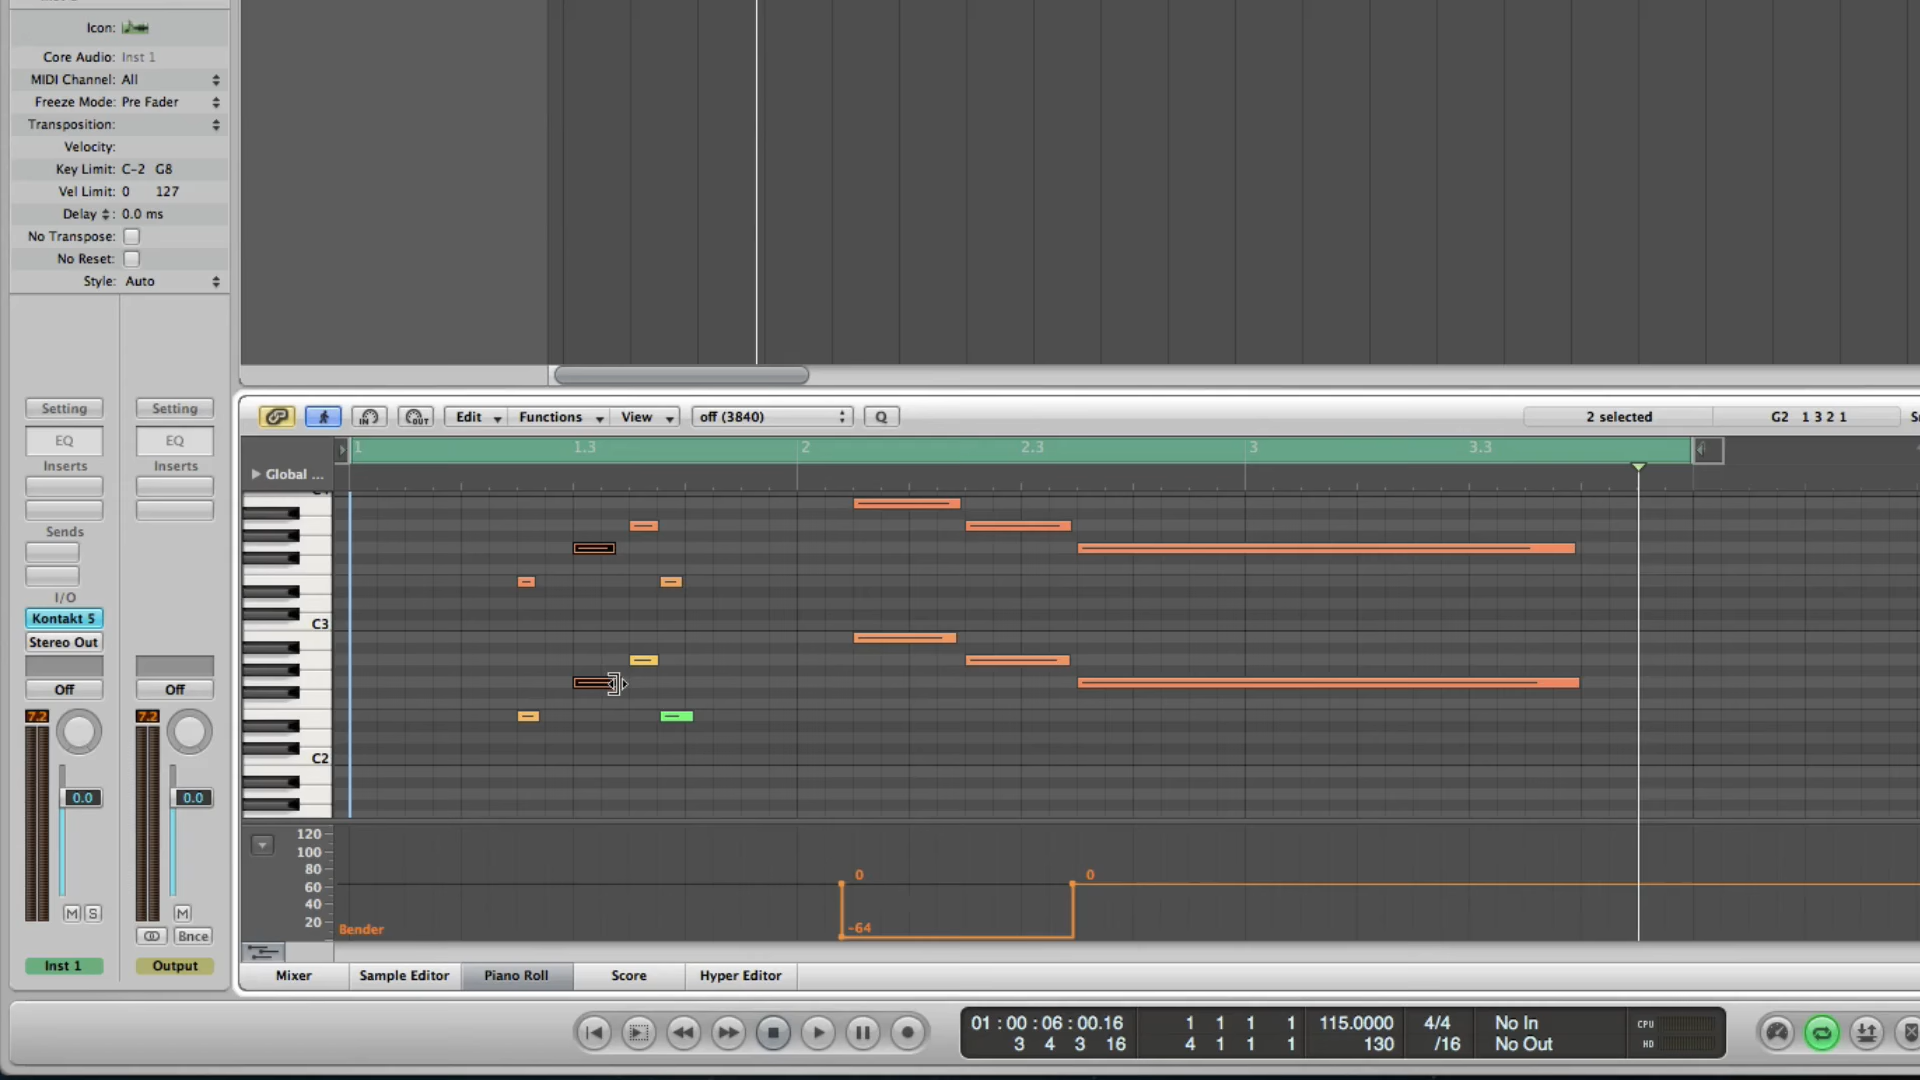 Icon:
Core Audio: Inst 1
MIDI Channel: All
Freeze Mode: Pre Fader
Transposition:
Velocity:
Key Limit: C-2 G8
Vel Limit: 0 127
Delay : 0.0 ms
No Transpose:
No Reset:
Style: Auto
Setting Setting
EQ EQ
Inserts Inserts
Sends
I/O
Kontakt 5
Stereo Out
Off Off
7.2 7.2
0.0 0.0
M S M
Bnce
Inst 1 Output
IN OUT Edit Functions View off (3840) Q 2 selected G2 1 3 2 1
1 1.3 2 2.3 3 3.3
Global ...
C3
C2
120
100
80
60
40
20
0 0
-64
Bender
Mixer Sample Editor Piano Roll Score Hyper Editor
01 : 00 : 06 : 00.16 1 1 1 1 115.0000 4/4 No In CPU
3 4 3 16 4 1 1 1 130 /16 No Out HD